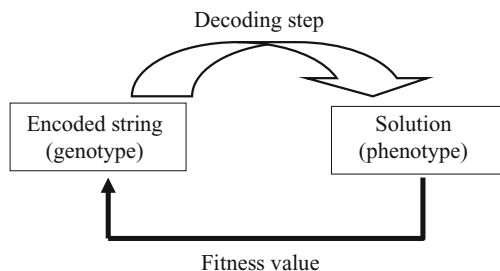 Decoding step
Encoded string
(genotype)
Solution
(phenotype)
Fitness value